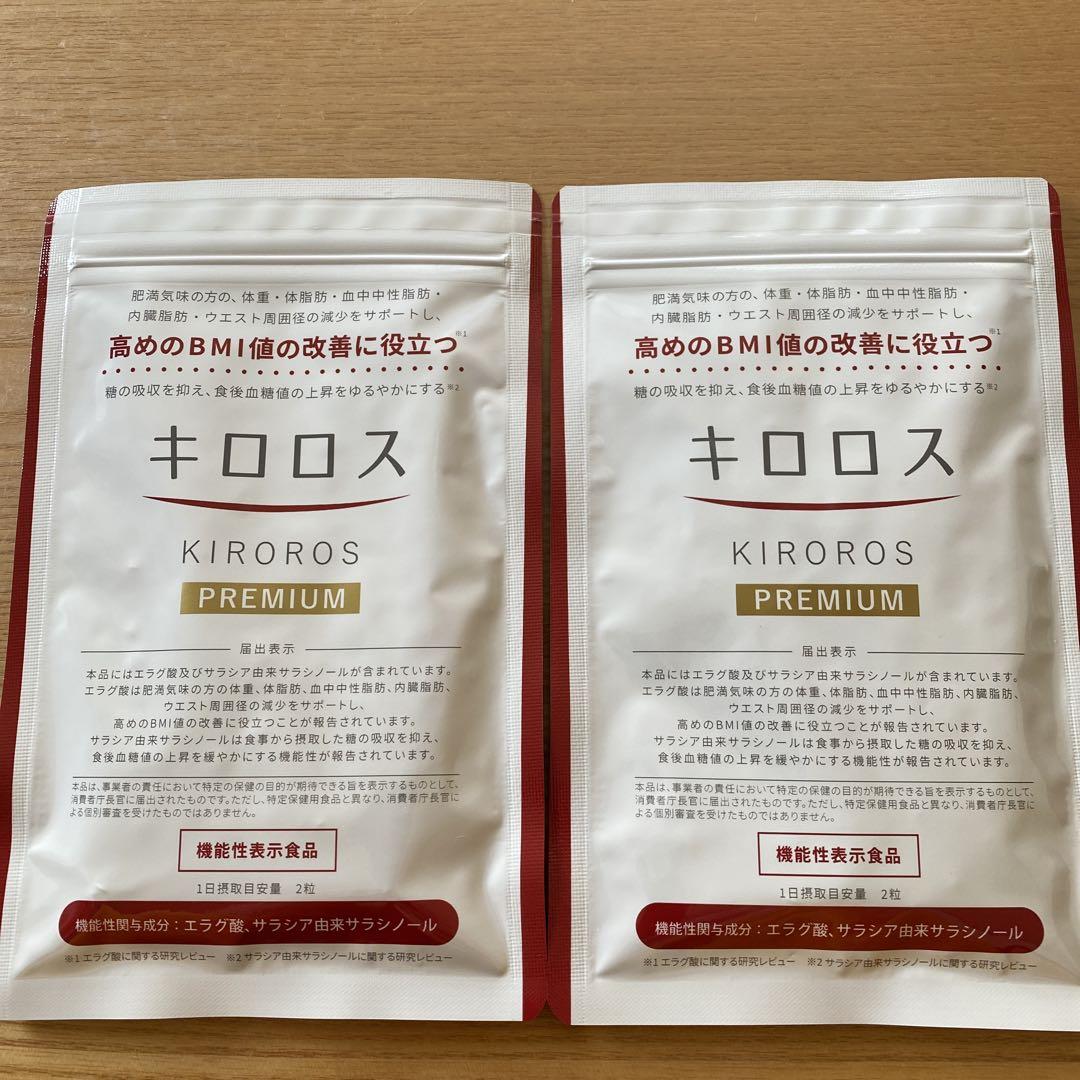 肥満気味の方の、体重・体脂肪・血中中性脂肪・
内臓脂肪・ウエスト周囲径の減少をサポートし、
高めのBMI値の改善に役立つ※1
糖の吸収を抑え、食後血糖値の上昇をゆるやかにする※2
キロロス
KIROROS
PREMIUM
届出表示
本品にはエラグ酸及びサラシア由来サラシノールが含まれています。
エラグ酸は肥満気味の方の体重、体脂肪、血中中性脂肪、内臓脂肪、
ウエスト周囲径の減少をサポートし、
高めのBMI値の改善に役立つことが報告されています。
サラシア由来サラシノールは食事から摂取した糖の吸収を抑え、
食後血糖値の上昇を緩やかにする機能性が報告されています。
本品は、事業者の責任において特定の保健の目的が期待できる旨を表示するものとして、
消費者庁長官に届出されたものです。ただし、特定保健用食品と異なり、消費者庁長官に
よる個別審査を受けたものではありません。
機能性表示食品
1日摂取目安量 2粒
機能性関与成分：エラグ酸、サラシア由来サラシノール
※1 エラグ酸に関する研究レビュー ※2 サラシア由来サラシノールに関する研究レビュー
肥満気味の方の、体重・体脂肪・血中中性脂肪・
内臓脂肪・ウエスト周囲径の減少をサポートし、
高めのBMI値の改善に役立つ※1
糖の吸収を抑え、食後血糖値の上昇をゆるやかにする※2
キロロス
KIROROS
PREMIUM
届出表示
本品にはエラグ酸及びサラシア由来サラシノールが含まれています。
エラグ酸は肥満気味の方の体重、体脂肪、血中中性脂肪、内臓脂肪、
ウエスト周囲径の減少をサポートし、
高めのBMI値の改善に役立つことが報告されています。
サラシア由来サラシノールは食事から摂取した糖の吸収を抑え、
食後血糖値の上昇を緩やかにする機能性が報告されています。
本品は、事業者の責任において特定の保健の目的が期待できる旨を表示するものとして、
消費者庁長官に届出されたものです。ただし、特定保健用食品と異なり、消費者庁長官に
よる個別審査を受けたものではありません。
機能性表示食品
1日摂取目安量 2粒
機能性関与成分：エラグ酸、サラシア由来サラシノール
※1 エラグ酸に関する研究レビュー ※2 サラシア由来サラシノールに関する研究レビュー